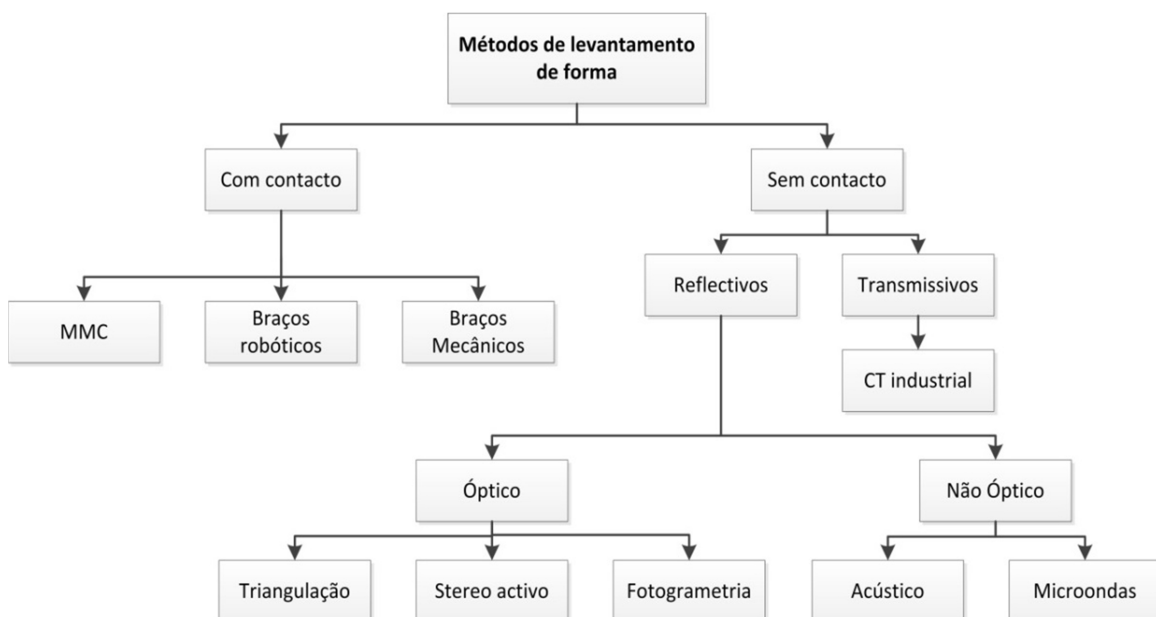 Métodos de levantamento
de forma
Com contacto
Sem contacto
Reflectivos
Transmissivos
MMC
Braços
robóticos
Braços
Mecânicos
CT industrial
Óptico
Não Óptico
Triangulação
Stereo activo
Fotogrametria
Acústico
Microondas